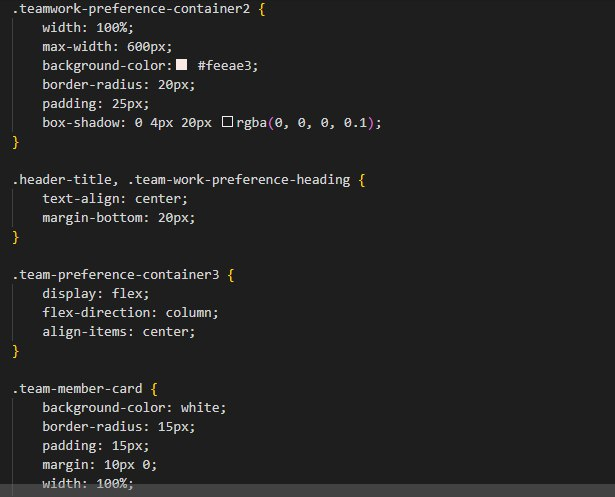 .teamwork-preference-container2 {
    width: 100%;
    max-width: 600px;
    background-color: #feeae3;
    border-radius: 20px;
    padding: 25px;
    box-shadow: 0 4px 20px rgba(0, 0, 0, 0.1);
}
.header-title, .team-work-preference-heading {
    text-align: center;
    margin-bottom: 20px;
}
.team-preference-container3 {
    display: flex;
    flex-direction: column;
    align-items: center;
}
.team-member-card {
    background-color: white;
    border-radius: 15px;
    padding: 15px;
    margin: 10px 0;
    width: 100%;